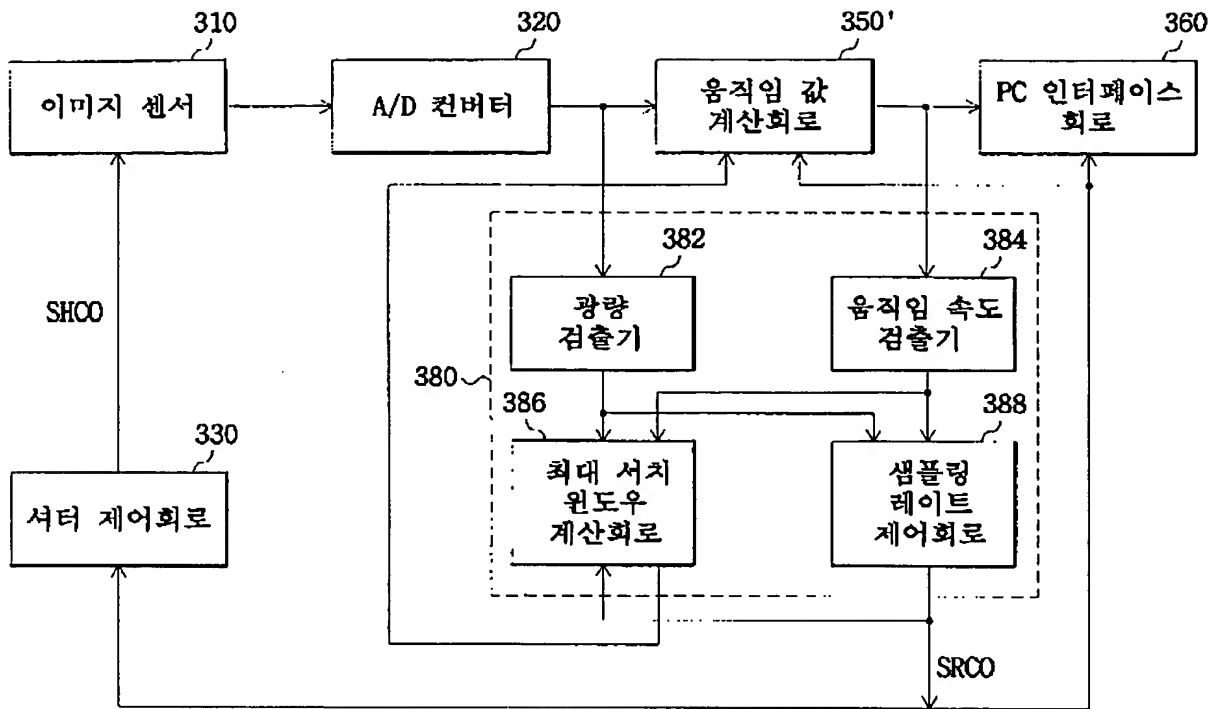 310
320
350'
360
이미지 센서
A/D 컨버터
움직임 값
계산회로
PC 인터페이스
회로
382
384
SHCO
광량
검출기
움직임 속도
검출기
380
386
388
330
최대 서치
윈도우
계산회로
샘플링
레이트
제어회로
셔터 제어회로
SRCO